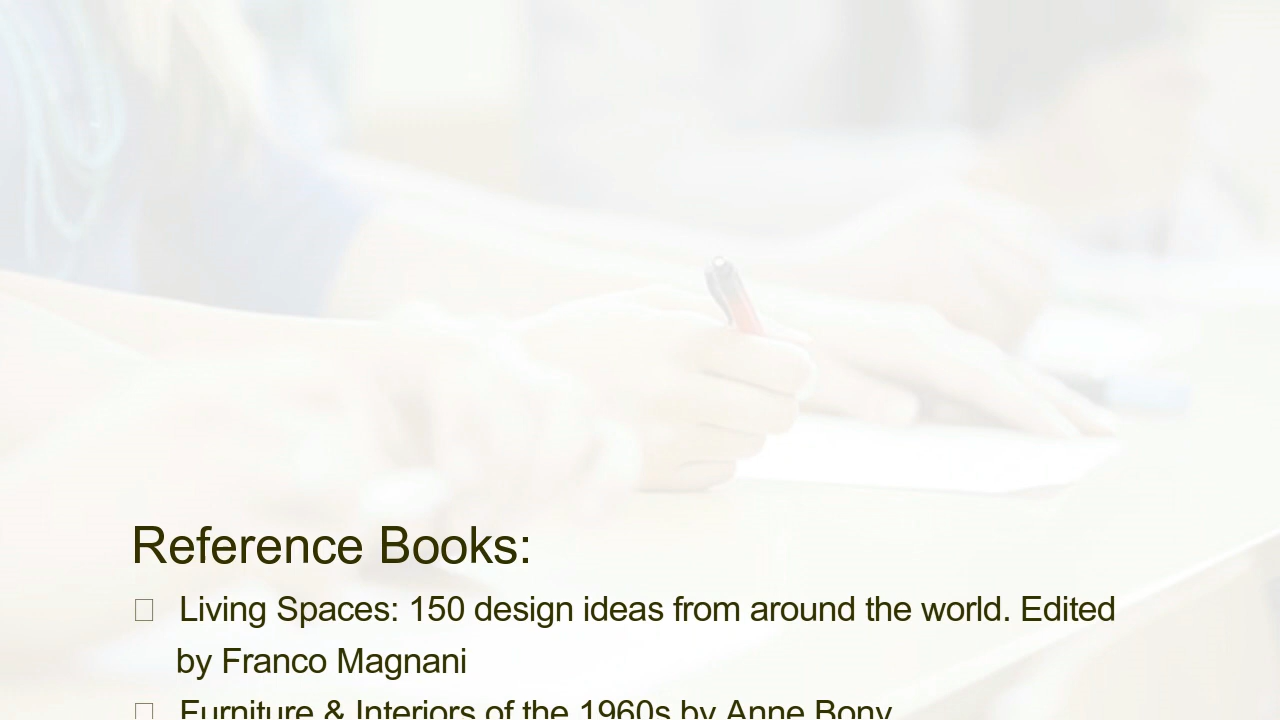 Reference Books:
Living Spaces: 150 design ideas from around the world. Edited
by Franco Magnani
Furniture & Interiors of the 1960s by Anne Bony